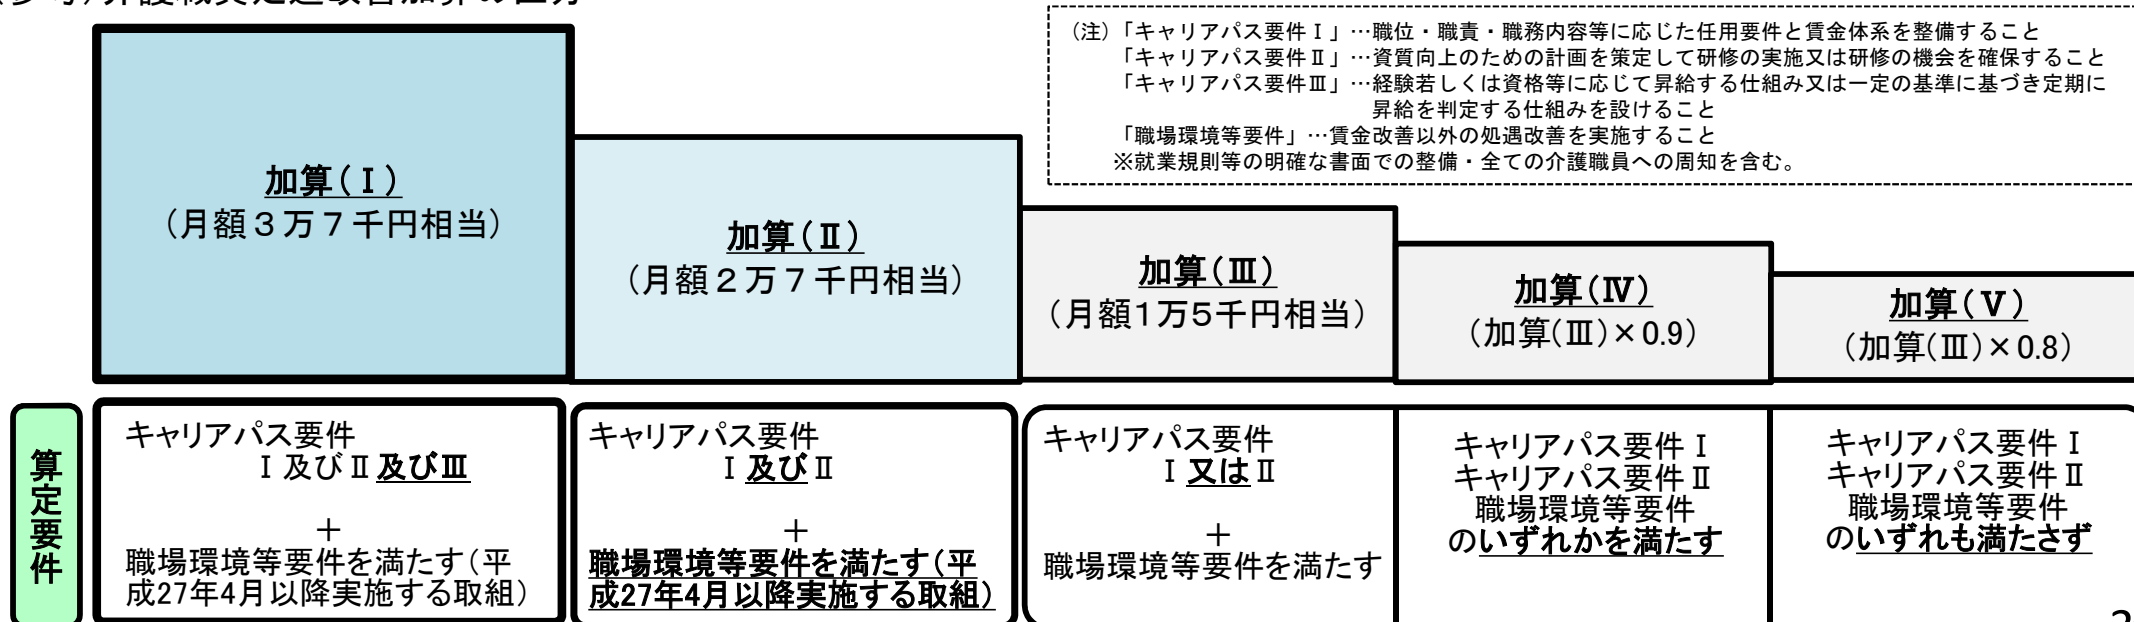 (参考)介護職員処遇改善加算の区分
（注）「キャリアパス要件Ⅰ」…職位・職責・職務内容等に応じた任用要件と賃金体系を整備すること
「キャリアパス要件Ⅱ」…資質向上のための計画を策定して研修の実施又は研修の機会を確保すること
「キャリアパス要件Ⅲ」…経験若しくは資格等に応じて昇給する仕組み又は一定の基準に基づき定期に
昇給を判定する仕組みを設けること
「職場環境等要件」…賃金改善以外の処遇改善を実施すること
※就業規則等の明確な書面での整備・全ての介護職員への周知を含む。
加算(Ⅰ)
（月額３万７千円相当）
加算(Ⅱ)
（月額２万７千円相当）
加算(Ⅲ)
（月額1万5千円相当）
加算(Ⅳ)
（加算(Ⅲ)×0.9）
加算(Ⅴ)
（加算(Ⅲ)×0.8）
算定要件
キャリアパス要件
Ⅰ及びⅡ及びⅢ
＋
職場環境等要件を満たす（平
成27年4月以降実施する取組）
キャリアパス要件
Ⅰ及びⅡ
＋
職場環境等要件を満たす（平
成27年4月以降実施する取組）
キャリアパス要件
Ⅰ又はⅡ
＋
職場環境等要件を満たす
キャリアパス要件Ⅰ
キャリアパス要件Ⅱ
職場環境等要件
のいずれかを満たす
キャリアパス要件Ⅰ
キャリアパス要件Ⅱ
職場環境等要件
のいずれも満たさず